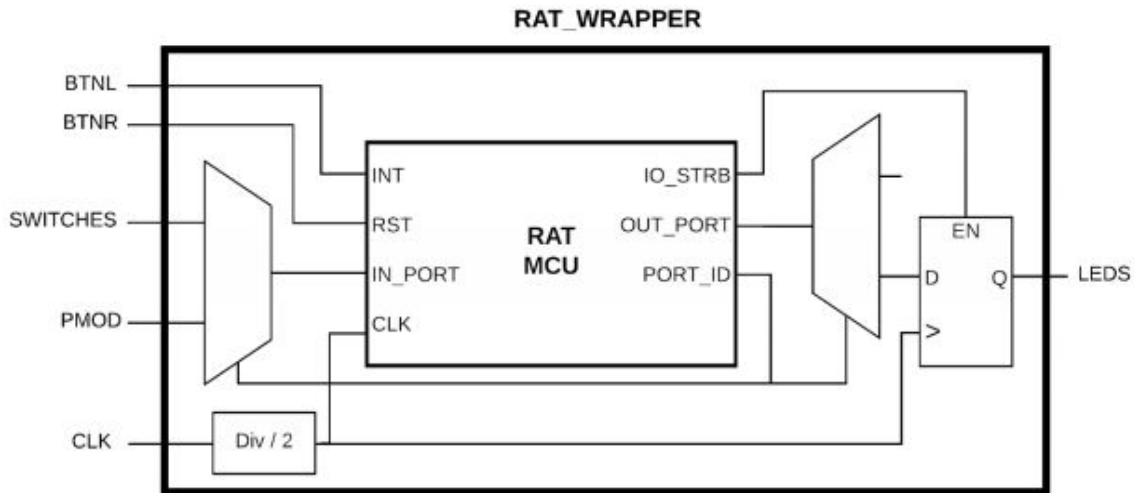 RAT_WRAPPER
BTNL
BTNR
SWITCHES
PMOD
CLK
INT
RST
IN_PORT
CLK
RAT
MCU
IO_STRB
OUT_PORT
PORT_ID
EN
D
Q
>
LEDS
Div / 2